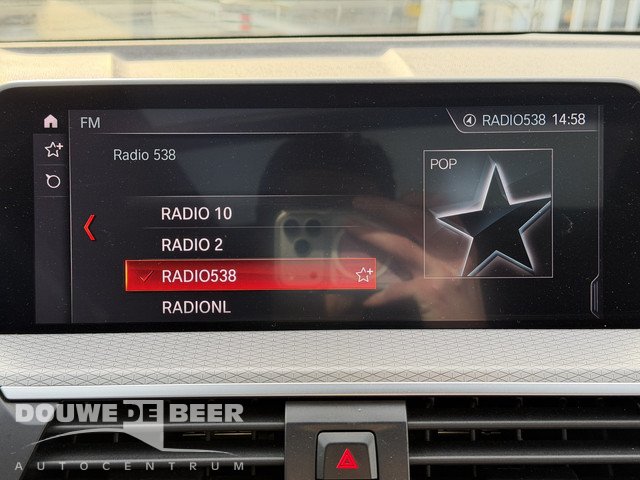 FM
RADIO538 14:58
Radio 538
POP
RADIO 10
RADIO 2
RADIO538
RADIONL
DOUWE DE BEER
AUTOCENTRUM